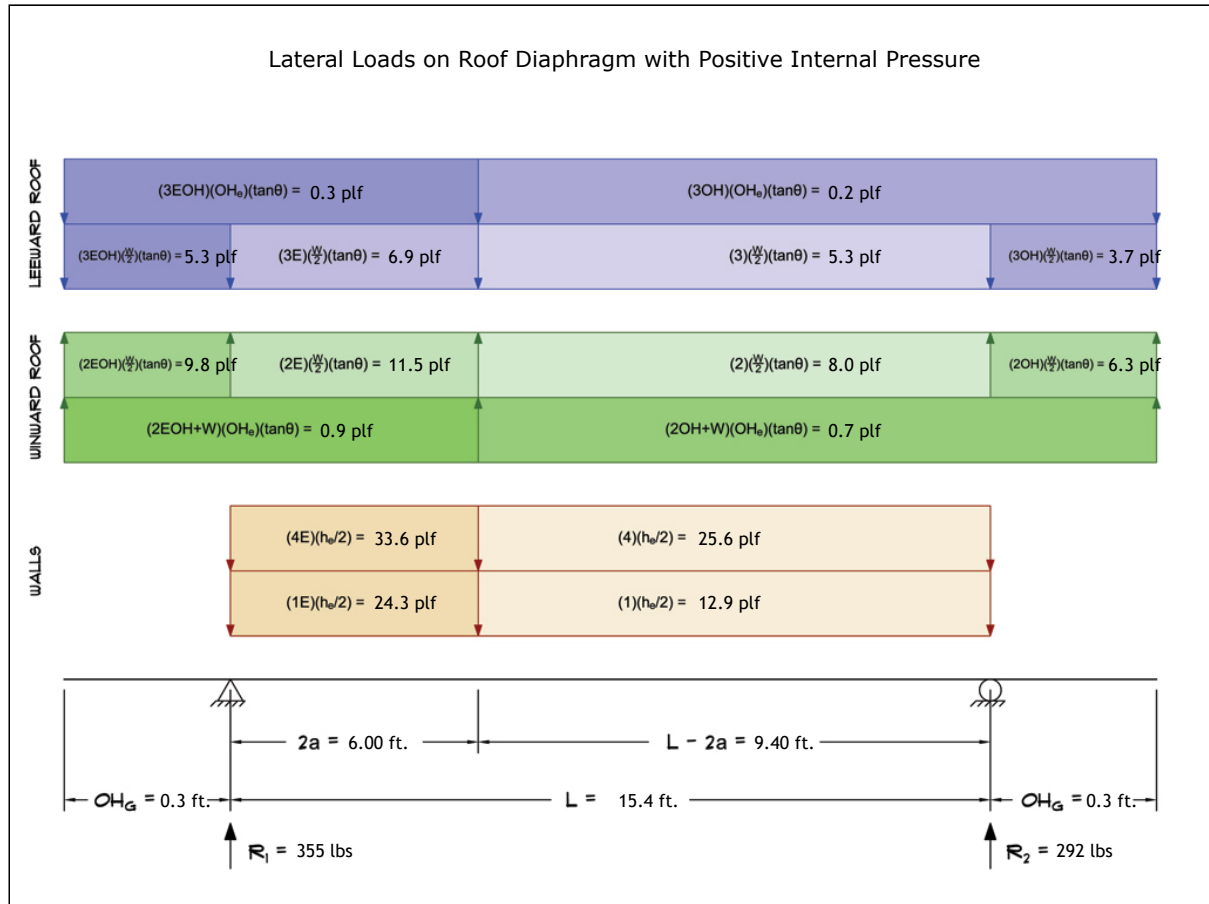 Lateral Loads on Roof Diaphragm with Positive Internal Pressure
LEEWARD ROOF
(3EOH)(OHₑ)(tanθ) = 0.3 plf
(3OH)(OHₑ)(tanθ) = 0.2 plf
(3EOH)(W/2)(tanθ) = 5.3 plf
(3E)(W/2)(tanθ) = 6.9 plf
(3)(W/2)(tanθ) = 5.3 plf
(3OH)(W/2)(tanθ) = 3.7 plf
WINWARD ROOF
(2EOH)(W/2)(tanθ) = 9.8 plf
(2E)(W/2)(tanθ) = 11.5 plf
(2)(W/2)(tanθ) = 8.0 plf
(2OH)(W/2)(tanθ) = 6.3 plf
(2EOH+W)(OHₑ)(tanθ) = 0.9 plf
(2OH+W)(OHₑ)(tanθ) = 0.7 plf
WALLS
(4E)(hₑ/2) = 33.6 plf
(4)(hₑ/2) = 25.6 plf
(1E)(hₑ/2) = 24.3 plf
(1)(hₑ/2) = 12.9 plf
2a = 6.00 ft.
L - 2a = 9.40 ft.
OH_G = 0.3 ft.
L = 15.4 ft.
OH_G = 0.3 ft.
R₁ = 355 lbs
R₂ = 292 lbs